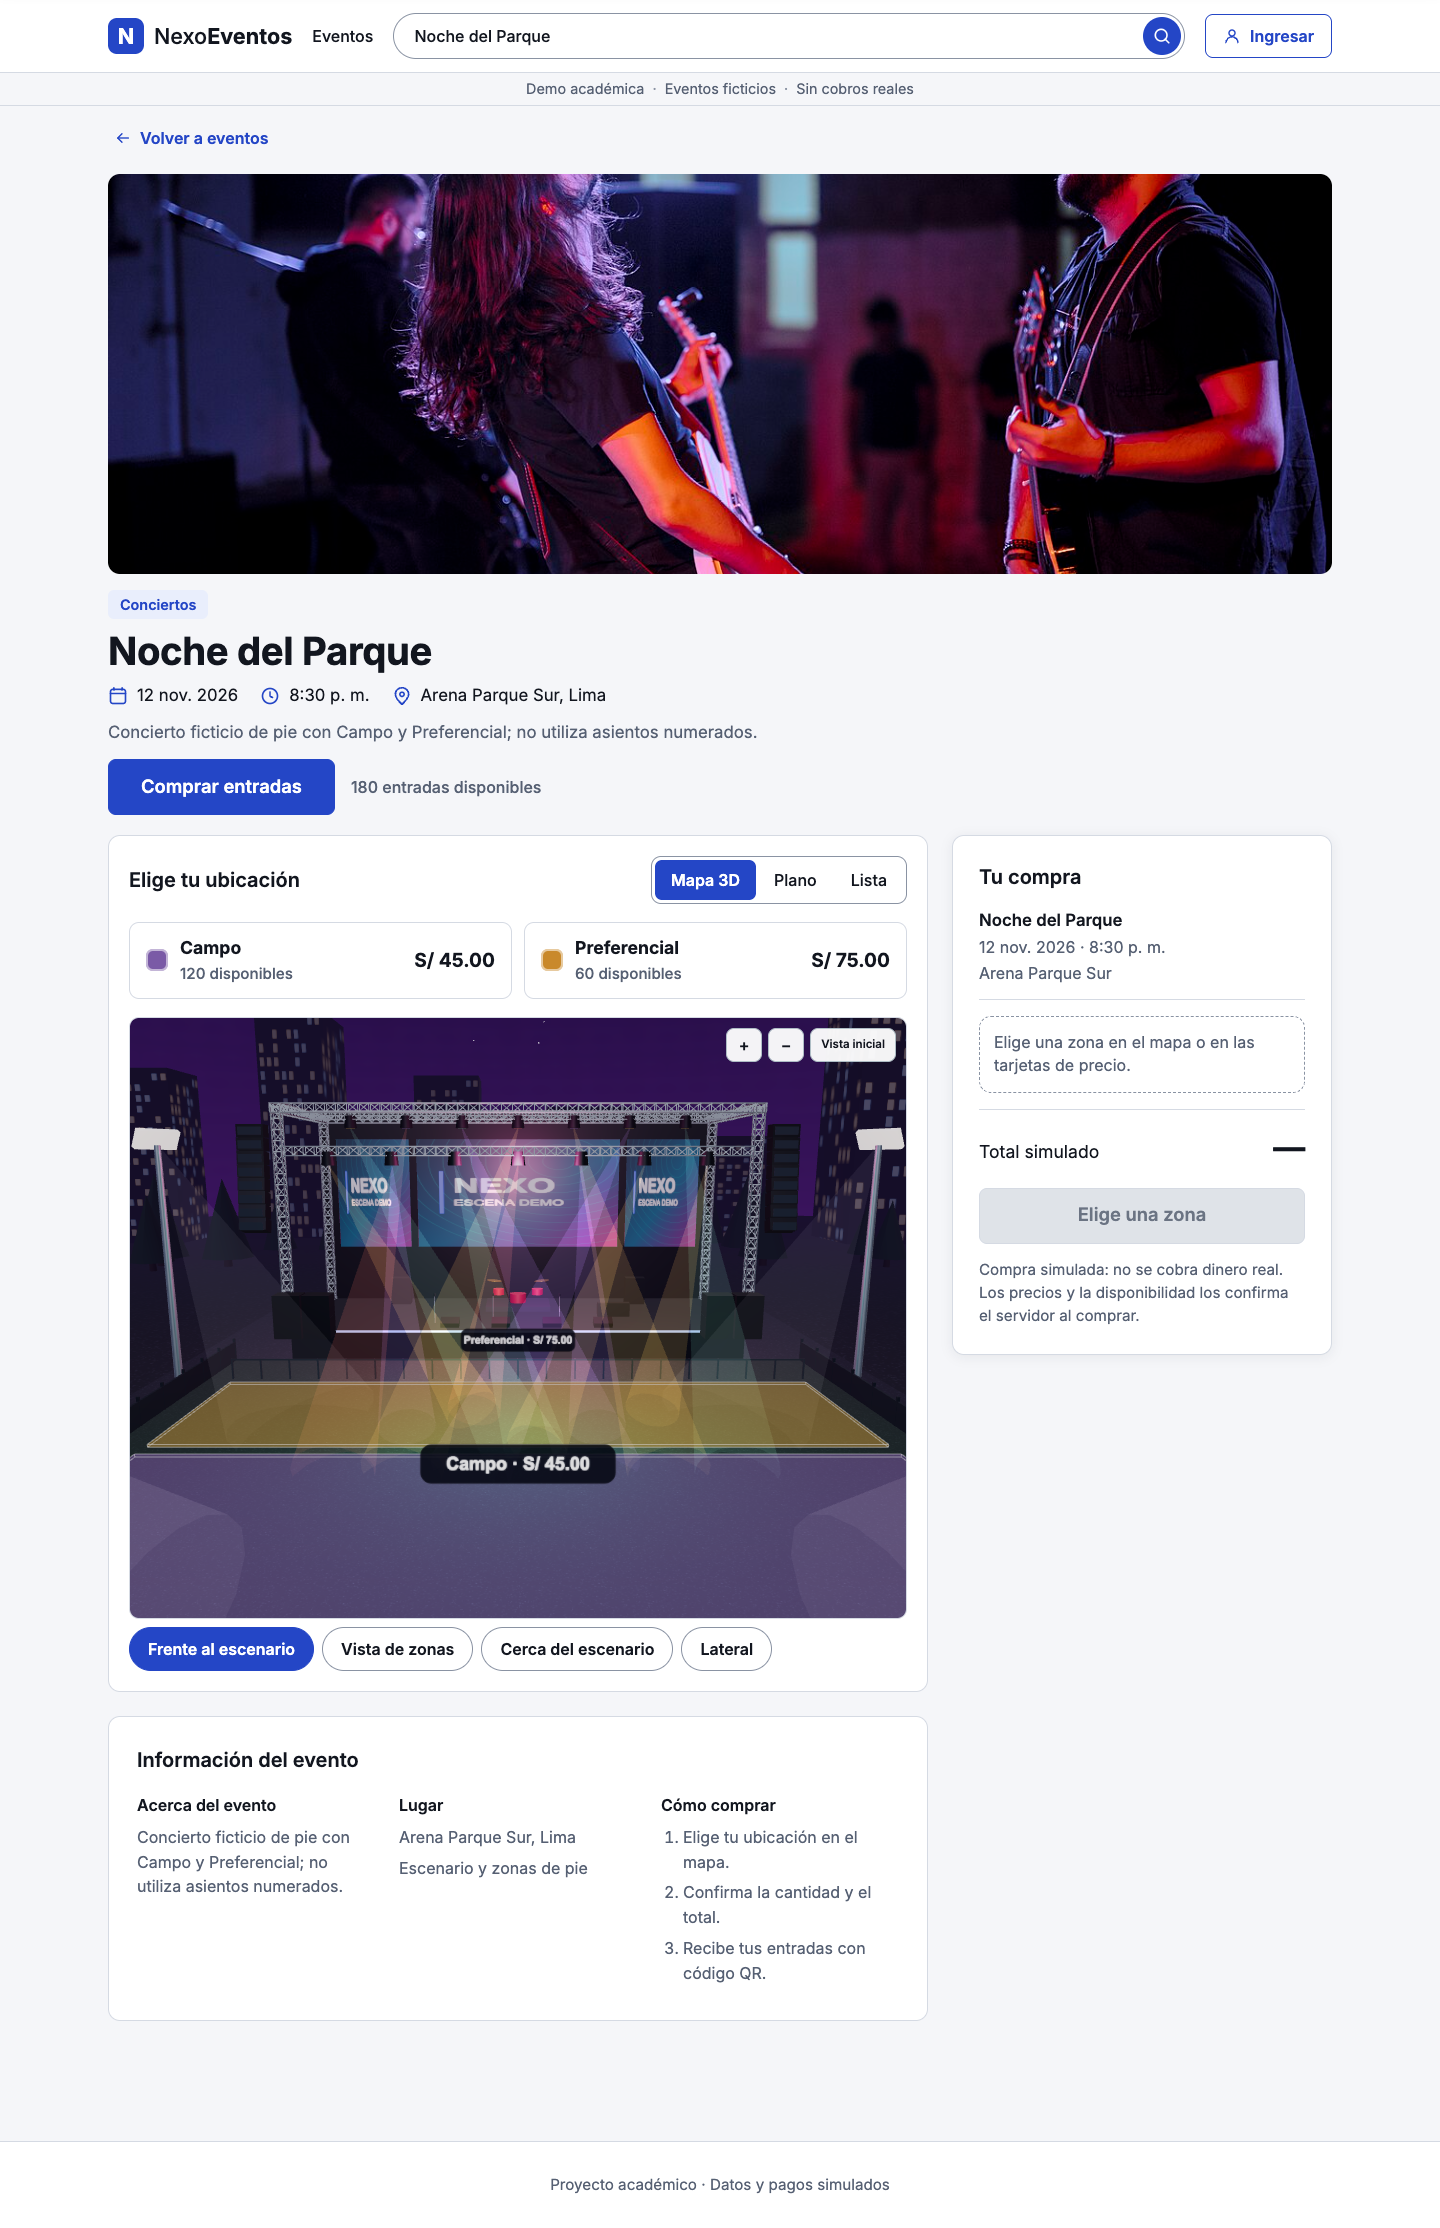 N NexoEventos Eventos Noche del Parque Ingresar
Demo académica · Eventos ficticios · Sin cobros reales
← Volver a eventos
Conciertos
Noche del Parque
12 nov. 2026 8:30 p. m. Arena Parque Sur, Lima
Concierto ficticio de pie con Campo y Preferencial; no utiliza asientos numerados.
Comprar entradas 180 entradas disponibles
Elige tu ubicación Mapa 3D Plano Lista
Campo
120 disponibles
S/ 45.00
Preferencial
60 disponibles
S/ 75.00
+ − Vista inicial
NEXO
ESCENA DEMO
NEXO
ESCENA DEMO
NEXO
ESCENA DEMO
Preferencial · S/ 75.00
Campo · S/ 45.00
Frente al escenario Vista de zonas Cerca del escenario Lateral
Tu compra
Noche del Parque
12 nov. 2026 · 8:30 p. m.
Arena Parque Sur
Elige una zona en el mapa o en las
tarjetas de precio.
Total simulado —
Elige una zona
Compra simulada: no se cobra dinero real.
Los precios y la disponibilidad los confirma
el servidor al comprar.
Información del evento
Acerca del evento
Concierto ficticio de pie con
Campo y Preferencial; no
utiliza asientos numerados.
Lugar
Arena Parque Sur, Lima
Escenario y zonas de pie
Cómo comprar
1. Elige tu ubicación en el
mapa.
2. Confirma la cantidad y el
total.
3. Recibe tus entradas con
código QR.
Proyecto académico · Datos y pagos simulados